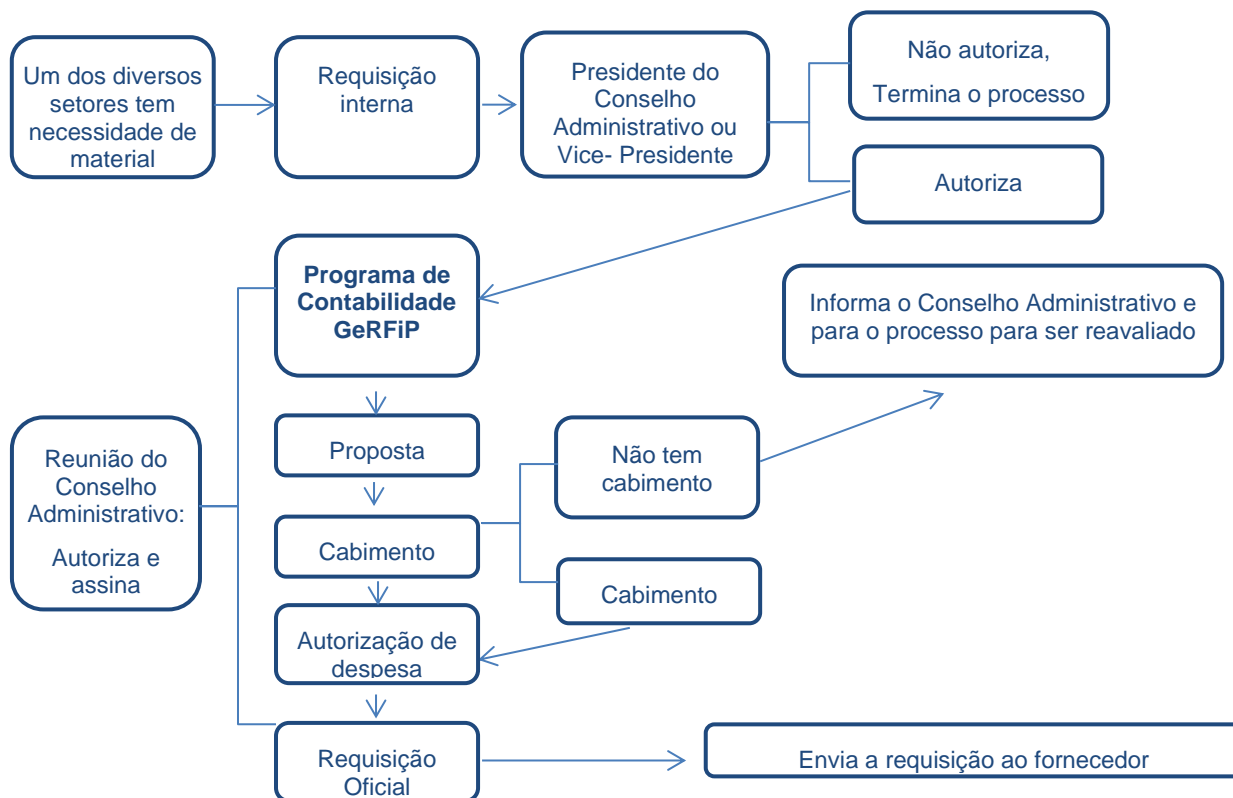 Um dos diversos
setores tem
necessidade de
material
Requisição
interna
Presidente do
Conselho
Administrativo ou
Vice- Presidente
Não autoriza,
Termina o processo
Autoriza
Programa de
Contabilidade
GeRFiP
Informa o Conselho Administrativo e
para o processo para ser reavaliado
Reunião do
Conselho
Administrativo:
Autoriza e
assina
Proposta
Não tem
cabimento
Cabimento
Cabimento
Autorização de
despesa
Requisição
Oficial
Envia a requisição ao fornecedor